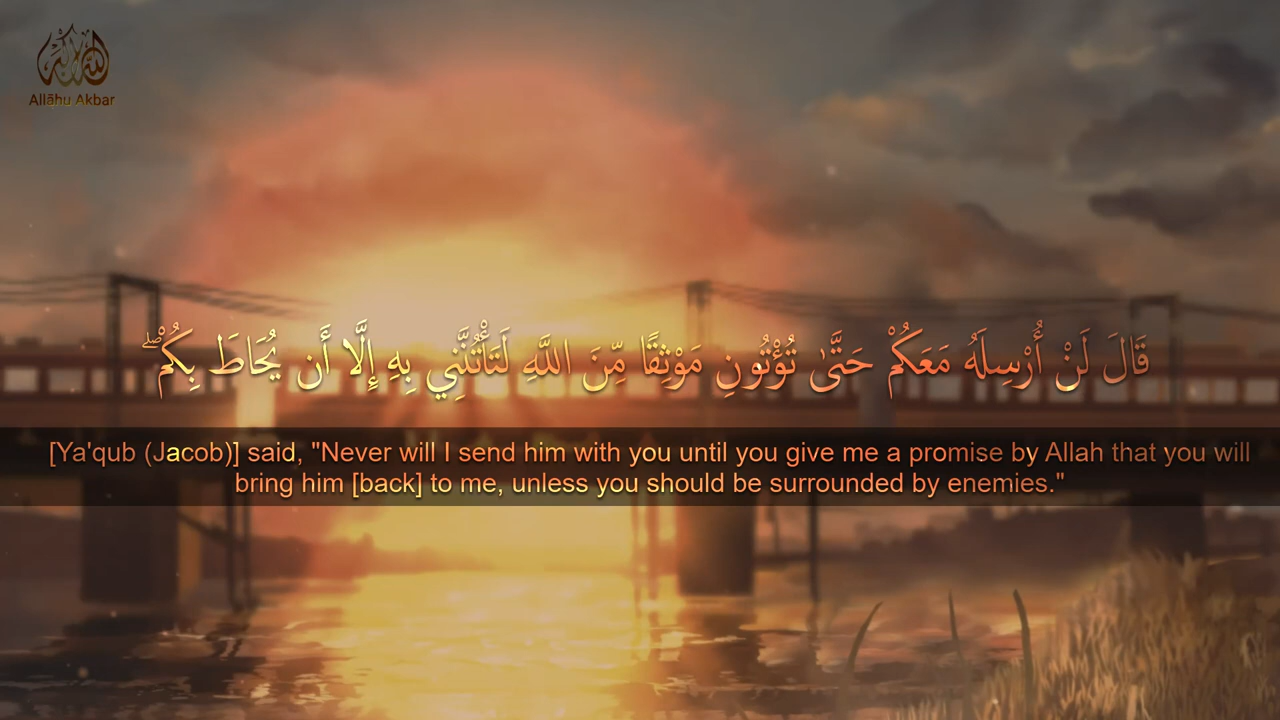 Allāhu Akbar
قَالَ لَنْ أُرْسِلَهُ مَعَكُمْ حَتَّىٰ تُؤْتُونِ مَوْثِقًا مِّنَ اللَّهِ لَتَأْتُنَّنِي بِهِ إِلَّا أَن يُحَاطَ بِكُمْ ۖ
[Ya'qub (Jacob)] said, "Never will I send him with you until you give me a promise by Allah that you will
bring him [back] to me, unless you should be surrounded by enemies."